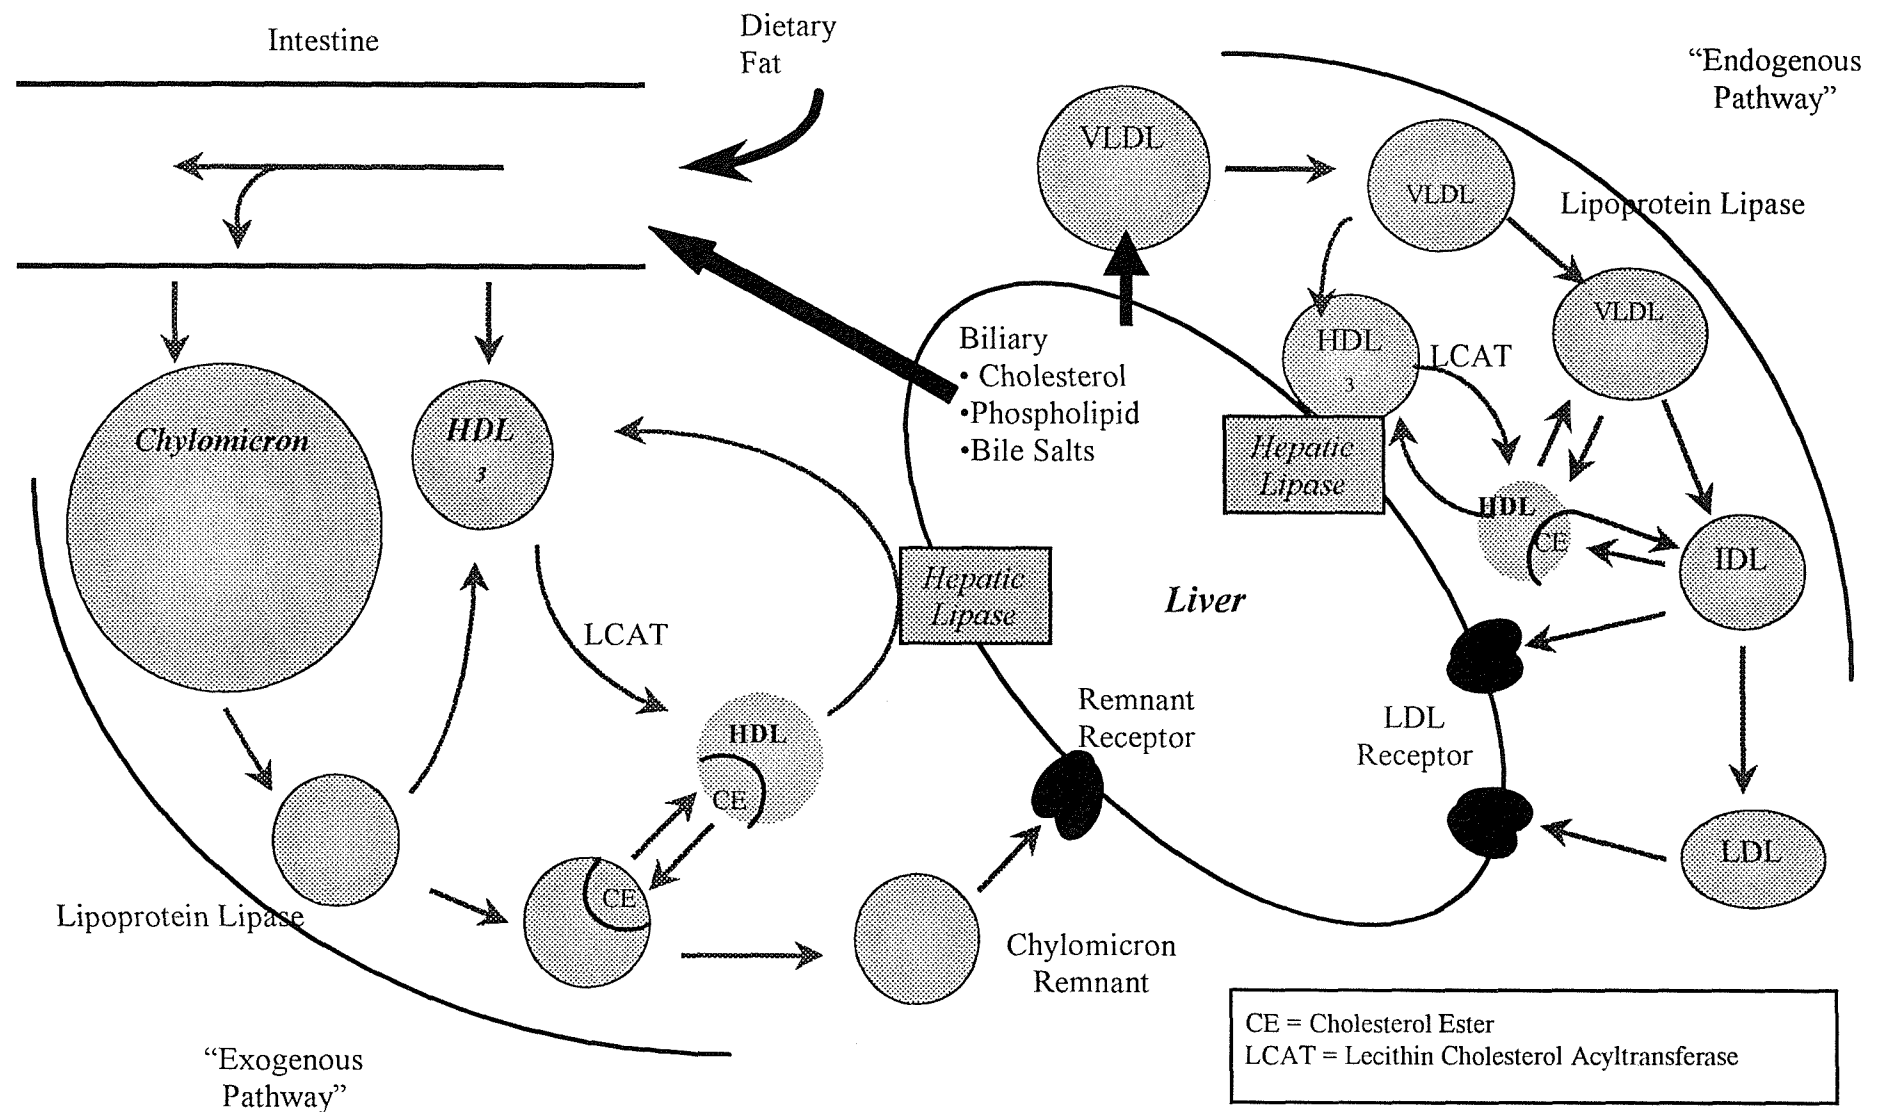 Intestine
Dietary
Fat
"Endogenous
Pathway"
VLDL
VLDL
Lipoprotein Lipase
VLDL
HDL
3
LCAT
Biliary
• Cholesterol
•Phospholipid
•Bile Salts
Chylomicron
HDL
3
Hepatic
Lipase
HDL
CE
IDL
Hepatic
Lipase
Liver
LCAT
Remnant
Receptor
LDL
Receptor
HDL
CE
LDL
CE
Lipoprotein Lipase
Chylomicron
Remnant
CE = Cholesterol Ester
LCAT = Lecithin Cholesterol Acyltransferase
"Exogenous
Pathway"